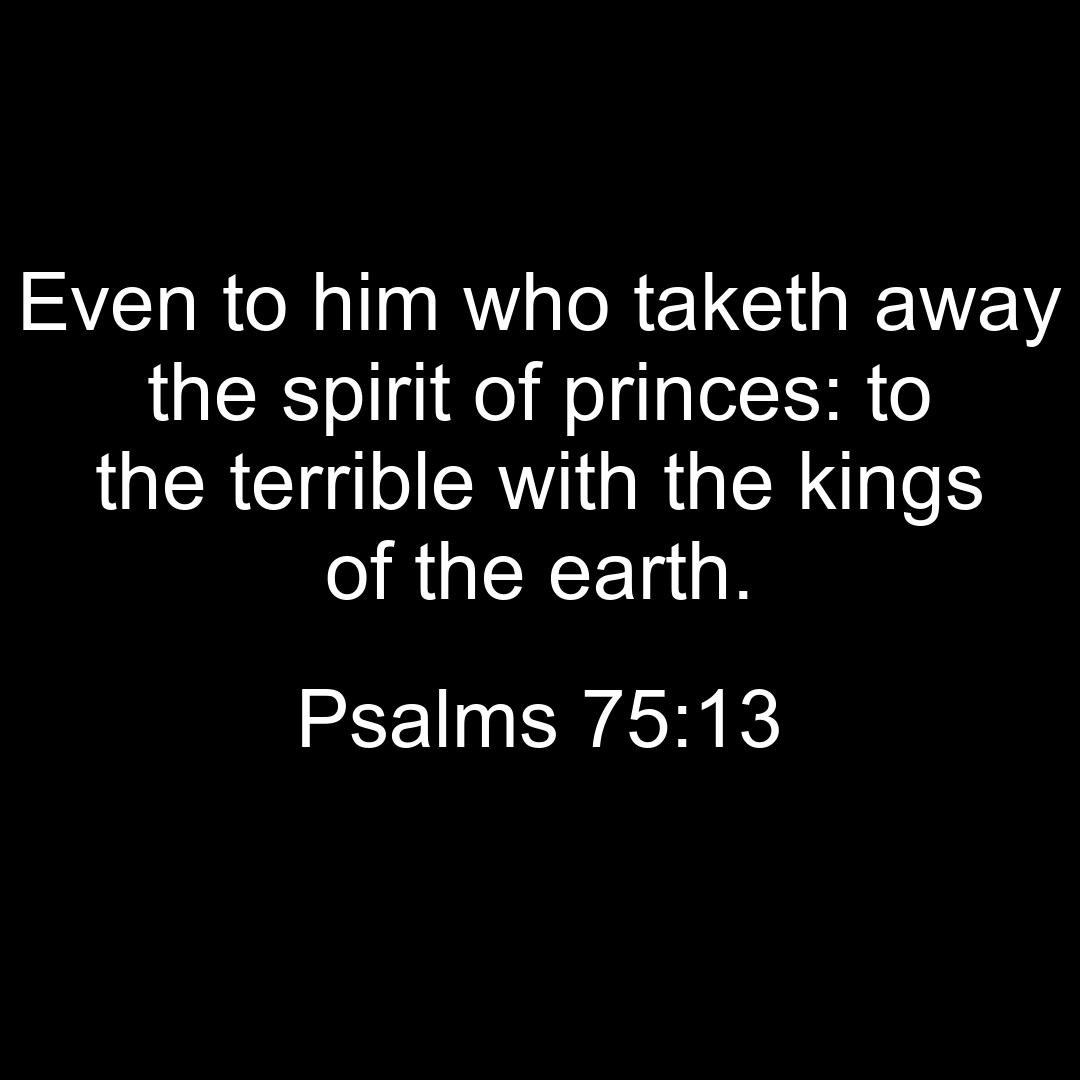 Even to him who taketh away
the spirit of princes: to
the terrible with the kings
of the earth.
Psalms 75:13